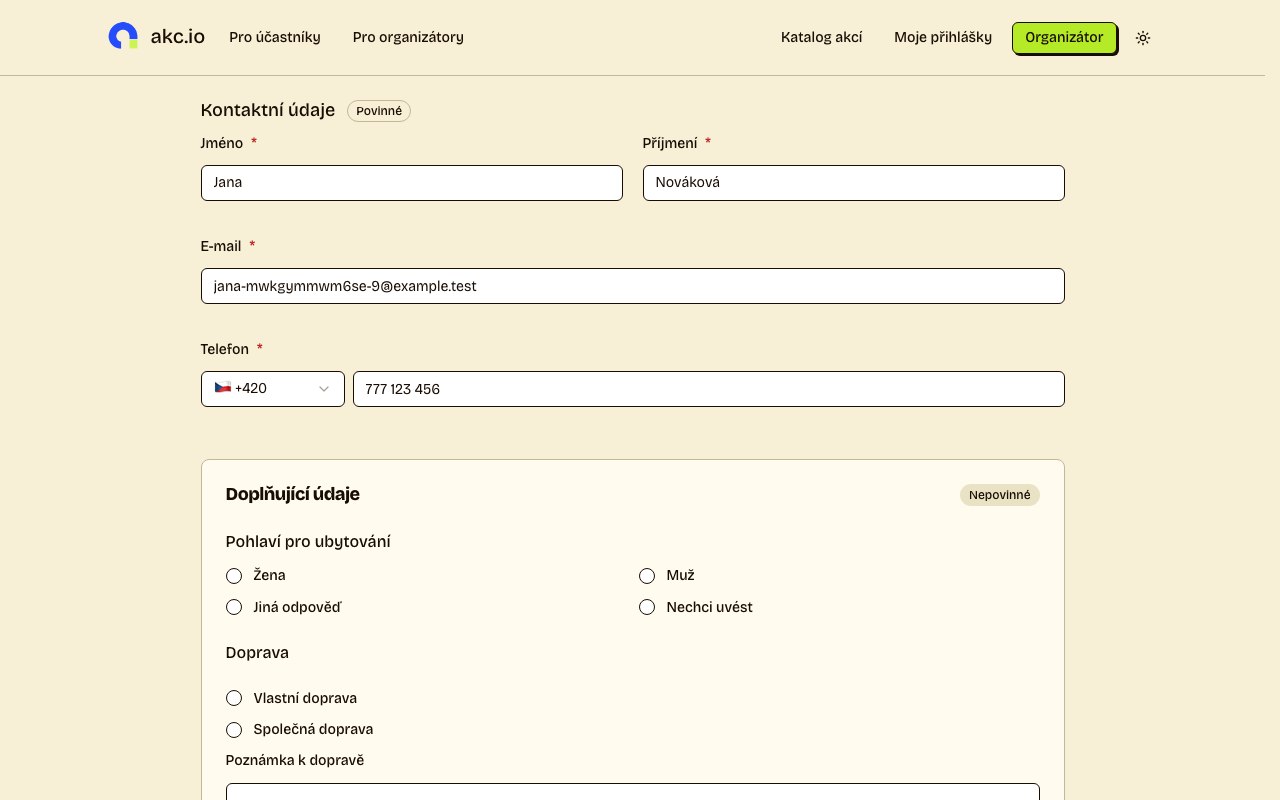 akc.io Pro účastníky Pro organizátory Katalog akcí Moje přihlášky Organizátor
Kontaktní údaje Povinné
Jméno * Příjmení *
Jana Nováková
E-mail *
jana-mwkgymmwm6se-9@example.test
Telefon *
+420 777 123 456
Doplňující údaje Nepovinné
Pohlaví pro ubytování
Žena Muž
Jiná odpověď Nechci uvést
Doprava
Vlastní doprava
Společná doprava
Poznámka k dopravě